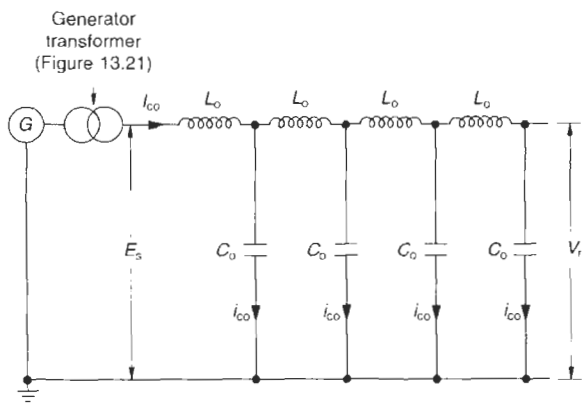 Generator
transformer
(Figure 13.21)
I_co L_o L_o L_o L_o
G
E_s C_o C_o C_o C_o V_r
i_co i_co i_co i_co